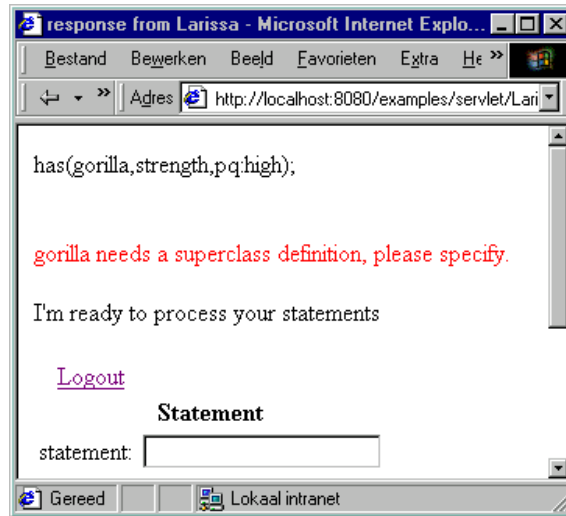 response from Larissa - Microsoft Internet Explo...
Bestand Bewerken Beeld Favorieten Extra He »
» Adres http://localhost:8080/examples/servlet/Lari
has(gorilla,strength,pq:high);
gorilla needs a superclass definition, please specify.
I'm ready to process your statements
Logout
Statement
statement:
Gereed Lokaal intranet